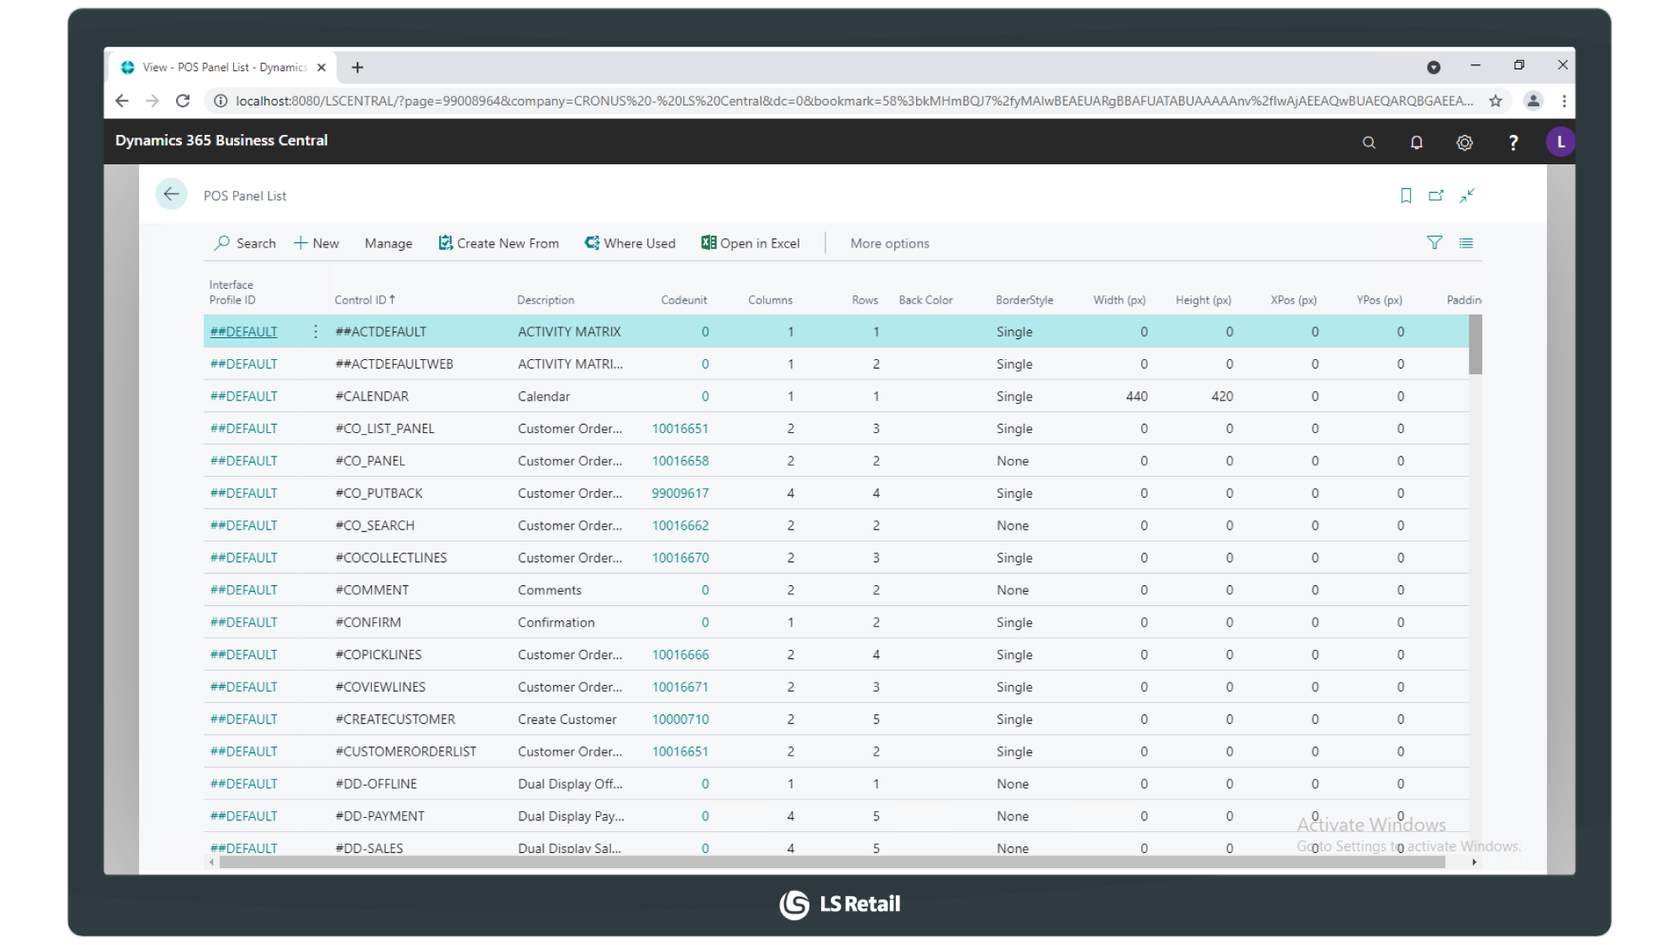 View - POS Panel List - Dynamics
localhost:8080/LSCENTRAL/?page=99008964&company=CRONUS%20-%20LS%20Central&dc=0&bookmark=58%3bkMHmBQJ7%2fyMAlwBEAEUARgBBAFUATABUAAAAAnv%2flwAjAEEAQwBUAEQARQBGAEEA...
Dynamics 365 Business Central
? L
POS Panel List
Search New Manage Create New From Where Used Open in Excel More options
Interface
Profile ID Control ID↑ Description Codeunit Columns Rows Back Color BorderStyle Width (px) Height (px) XPos (px) YPos (px) Paddin
##DEFAULT ##ACTDEFAULT ACTIVITY MATRIX 0 1 1 Single 0 0 0 0
##DEFAULT ##ACTDEFAULTWEB ACTIVITY MATRI... 0 1 2 Single 0 0 0 0
##DEFAULT #CALENDAR Calendar 0 1 1 Single 440 420 0 0
##DEFAULT #CO_LIST_PANEL Customer Order... 10016651 2 3 Single 0 0 0 0
##DEFAULT #CO_PANEL Customer Order... 10016658 2 2 None 0 0 0 0
##DEFAULT #CO_PUTBACK Customer Order... 99009617 4 4 Single 0 0 0 0
##DEFAULT #CO_SEARCH Customer Order... 10016662 2 2 None 0 0 0 0
##DEFAULT #COCOLLECTLINES Customer Order... 10016670 2 3 Single 0 0 0 0
##DEFAULT #COMMENT Comments 0 2 2 None 0 0 0 0
##DEFAULT #CONFIRM Confirmation 0 1 2 Single 0 0 0 0
##DEFAULT #COPICKLINES Customer Order... 10016666 2 4 Single 0 0 0 0
##DEFAULT #COVIEWLINES Customer Order... 10016671 2 3 Single 0 0 0 0
##DEFAULT #CREATECUSTOMER Create Customer 10000710 2 5 Single 0 0 0 0
##DEFAULT #CUSTOMERORDERLIST Customer Order... 10016651 2 2 Single 0 0 0 0
##DEFAULT #DD-OFFLINE Dual Display Off... 0 1 1 None 0 0 0 0
##DEFAULT #DD-PAYMENT Dual Display Pay... 0 4 5 None 0 0 0 0
Activate Windows
##DEFAULT #DD-SALES Dual Display Sal... 0 4 5 None 0 0 0 0
Go to Settings to activate Windows.
LS Retail